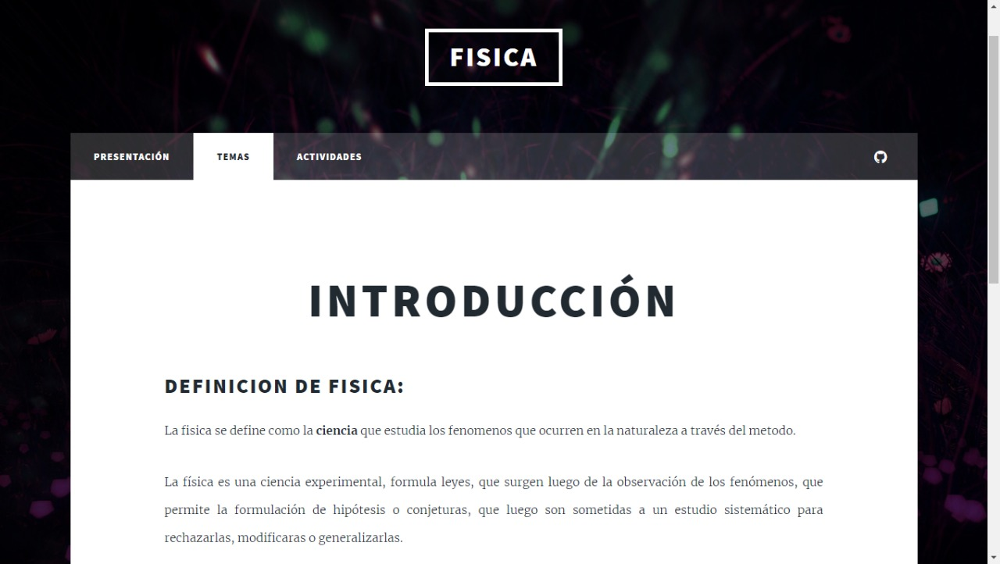 FISICA
PRESENTACIÓN TEMAS ACTIVIDADES
INTRODUCCIÓN
DEFINICION DE FISICA:
La fisica se define como la ciencia que estudia los fenomenos que ocurren en la naturaleza a través del metodo.
La física es una ciencia experimental, formula leyes, que surgen luego de la observación de los fenómenos, que
permite la formulación de hipótesis o conjeturas, que luego son sometidas a un estudio sistemático para
rechazarlas, modificaras o generalizarlas.